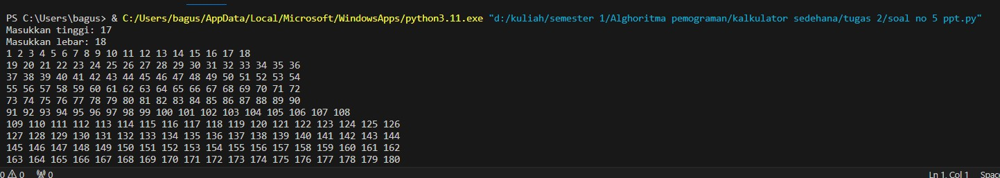 PS C:\Users\bagus> & C:/Users/bagus/AppData/Local/Microsoft/WindowsApps/python3.11.exe "d:/kuliah/semester 1/Alghoritma pemograman/kalkulator sedehana/tugas 2/soal no 5 ppt.py"
Masukkan tinggi: 17
Masukkan lebar: 18
1 2 3 4 5 6 7 8 9 10 11 12 13 14 15 16 17 18
19 20 21 22 23 24 25 26 27 28 29 30 31 32 33 34 35 36
37 38 39 40 41 42 43 44 45 46 47 48 49 50 51 52 53 54
55 56 57 58 59 60 61 62 63 64 65 66 67 68 69 70 71 72
73 74 75 76 77 78 79 80 81 82 83 84 85 86 87 88 89 90
91 92 93 94 95 96 97 98 99 100 101 102 103 104 105 106 107 108
109 110 111 112 113 114 115 116 117 118 119 120 121 122 123 124 125 126
127 128 129 130 131 132 133 134 135 136 137 138 139 140 141 142 143 144
145 146 147 148 149 150 151 152 153 154 155 156 157 158 159 160 161 162
163 164 165 166 167 168 169 170 171 172 173 174 175 176 177 178 179 180
0 0 0 Ln 1, Col 1 Spac